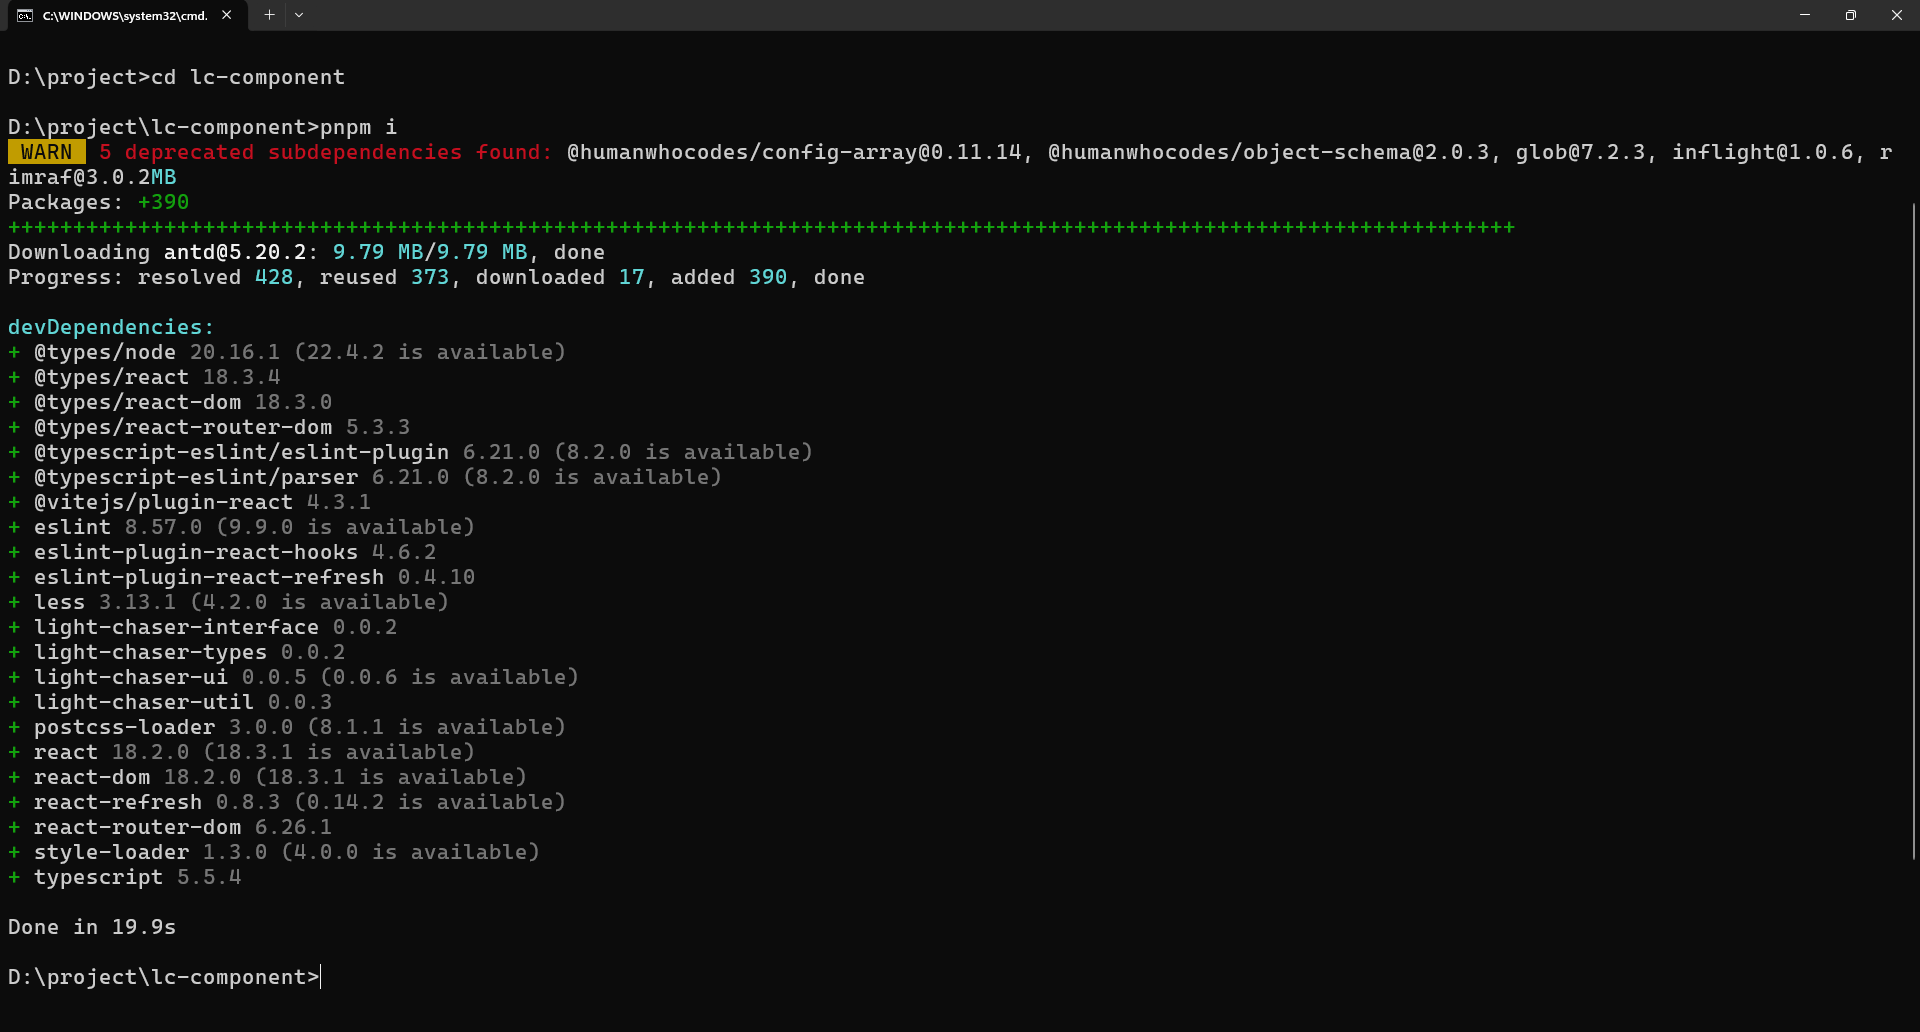 C:\WINDOWS\system32\cmd.
D:\project>cd lc-component
D:\project\lc-component>pnpm i
WARN 5 deprecated subdependencies found: @humanwhocodes/config-array@0.11.14, @humanwhocodes/object-schema@2.0.3, glob@7.2.3, inflight@1.0.6, r
imraf@3.0.2MB
Packages: +390
++++++++++++++++++++++++++++++++++++++++++++++++++++++++++++++++++++++++++++++++++++++++++++++++++++++++++++++++++++
Downloading antd@5.20.2: 9.79 MB/9.79 MB, done
Progress: resolved 428, reused 373, downloaded 17, added 390, done
devDependencies:
+ @types/node 20.16.1 (22.4.2 is available)
+ @types/react 18.3.4
+ @types/react-dom 18.3.0
+ @types/react-router-dom 5.3.3
+ @typescript-eslint/eslint-plugin 6.21.0 (8.2.0 is available)
+ @typescript-eslint/parser 6.21.0 (8.2.0 is available)
+ @vitejs/plugin-react 4.3.1
+ eslint 8.57.0 (9.9.0 is available)
+ eslint-plugin-react-hooks 4.6.2
+ eslint-plugin-react-refresh 0.4.10
+ less 3.13.1 (4.2.0 is available)
+ light-chaser-interface 0.0.2
+ light-chaser-types 0.0.2
+ light-chaser-ui 0.0.5 (0.0.6 is available)
+ light-chaser-util 0.0.3
+ postcss-loader 3.0.0 (8.1.1 is available)
+ react 18.2.0 (18.3.1 is available)
+ react-dom 18.2.0 (18.3.1 is available)
+ react-refresh 0.8.3 (0.14.2 is available)
+ react-router-dom 6.26.1
+ style-loader 1.3.0 (4.0.0 is available)
+ typescript 5.5.4
Done in 19.9s
D:\project\lc-component>